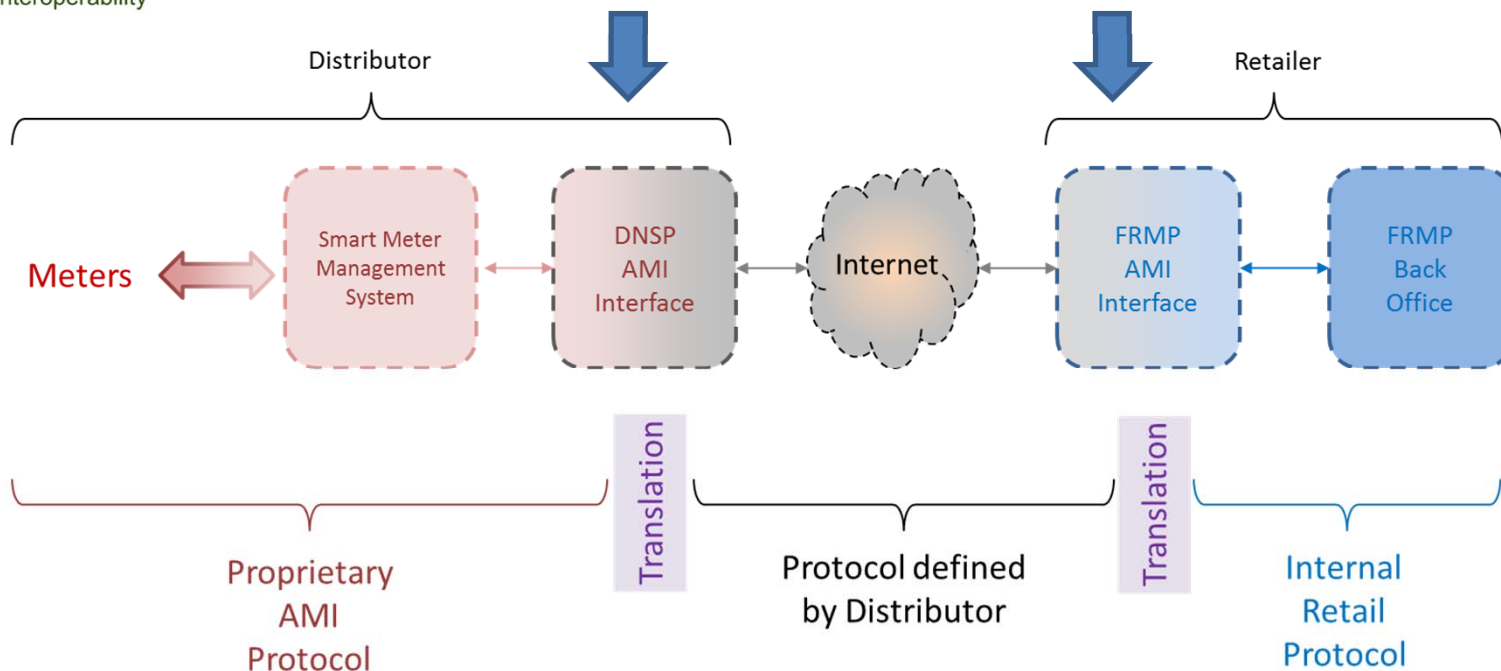 Distributor
Retailer
Meters
Smart Meter
Management
System
DNSP
AMI
Interface
Internet
FRMP
AMI
Interface
FRMP
Back
Office
Translation
Translation
Proprietary
AMI
Protocol
Protocol defined
by Distributor
Internal
Retail
Protocol